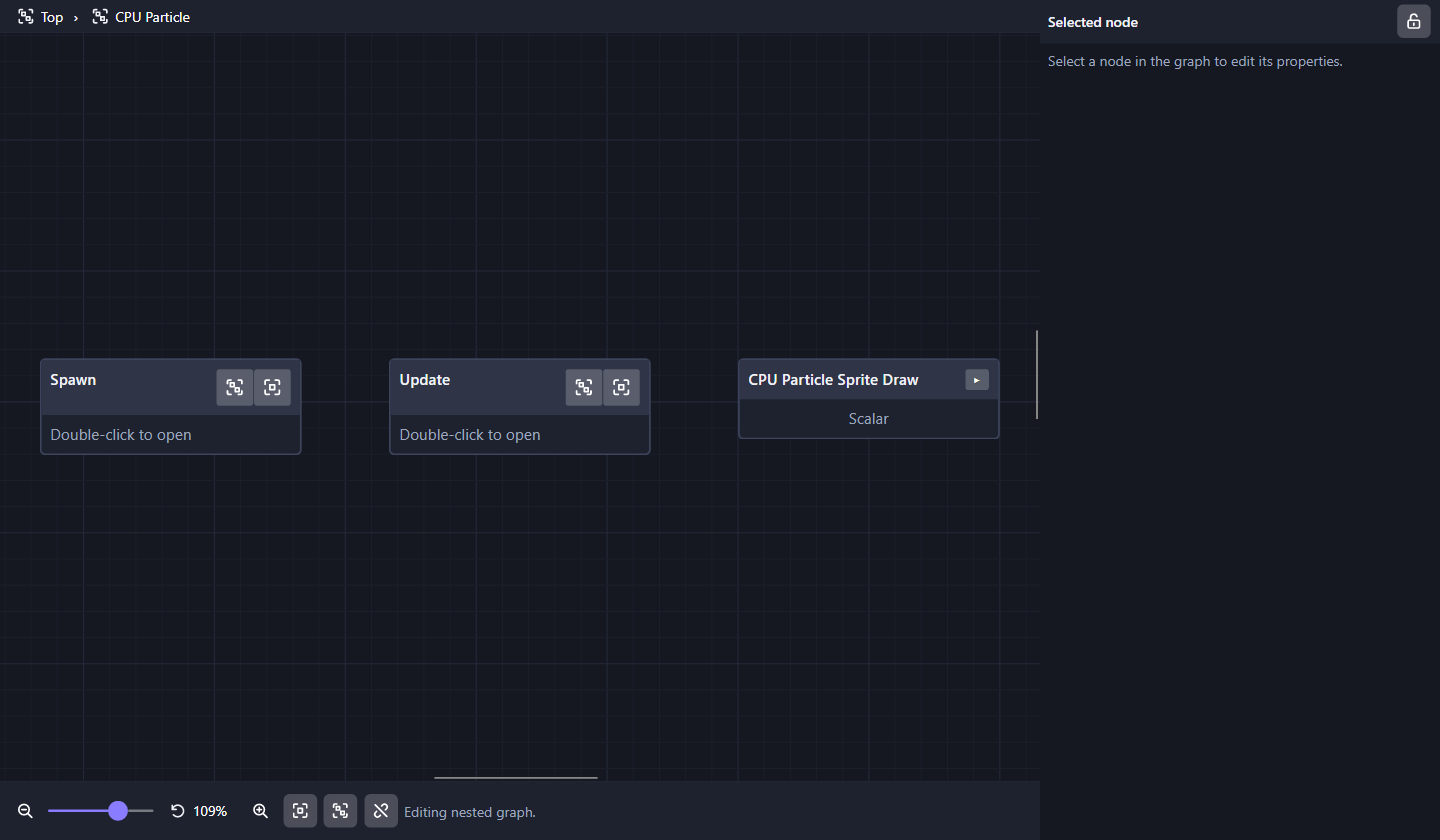 Top › CPU Particle
Selected node
Select a node in the graph to edit its properties.
Spawn
Double-click to open
Update
Double-click to open
CPU Particle Sprite Draw
Scalar
109%
Editing nested graph.